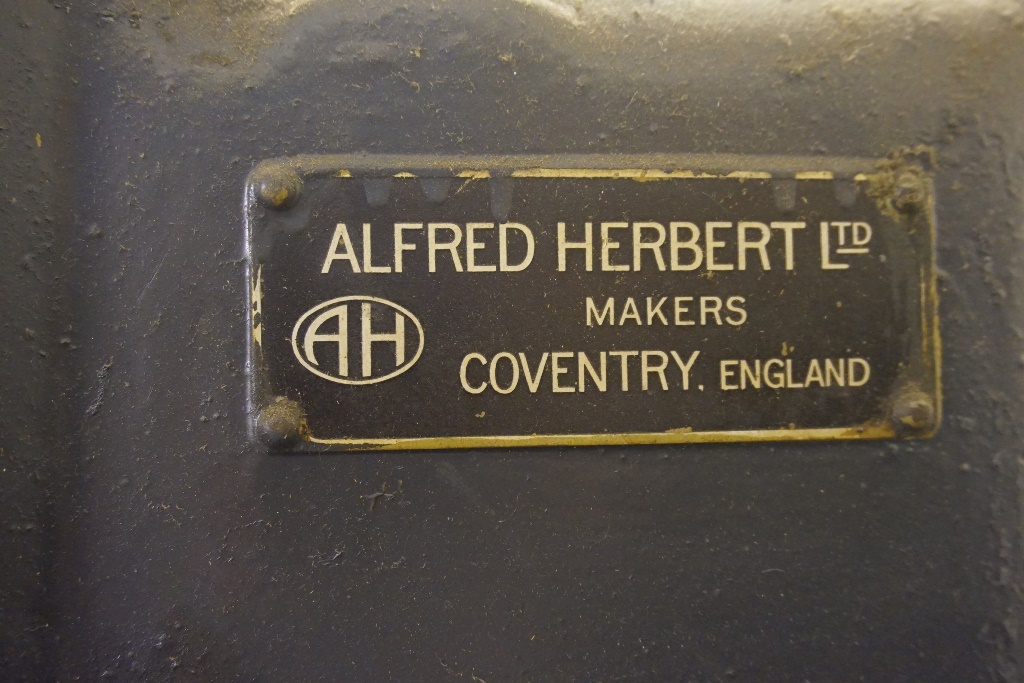 ALFRED HERBERT LTD
MAKERS
AH
COVENTRY. ENGLAND